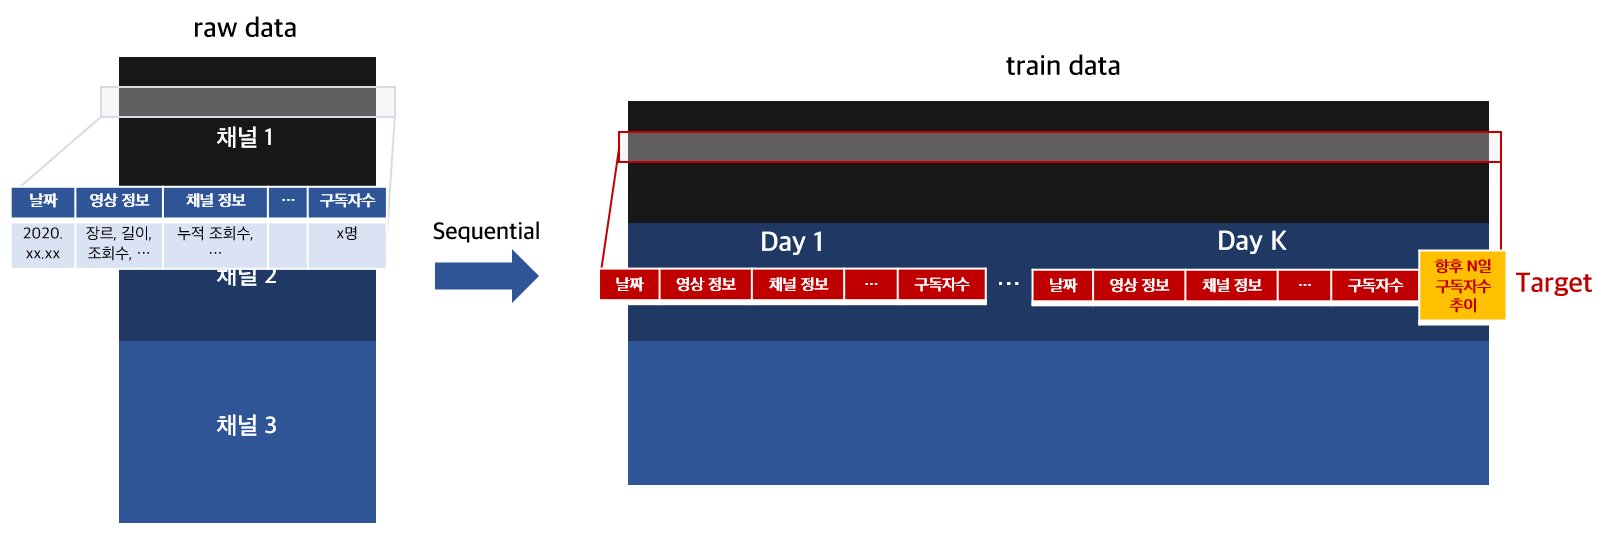 raw data
채널 1
날짜 영상 정보 채널 정보 ... 구독자수
2020. 장르, 길이, 누적 조회수, x명
xx.xx 조회수, ... ...
채널 2
채널 3
Sequential
train data
Day 1 Day K
날짜 영상 정보 채널 정보 ... 구독자수 ... 날짜 영상 정보 채널 정보 ... 구독자수
향후 N일
구독자수
추이
Target